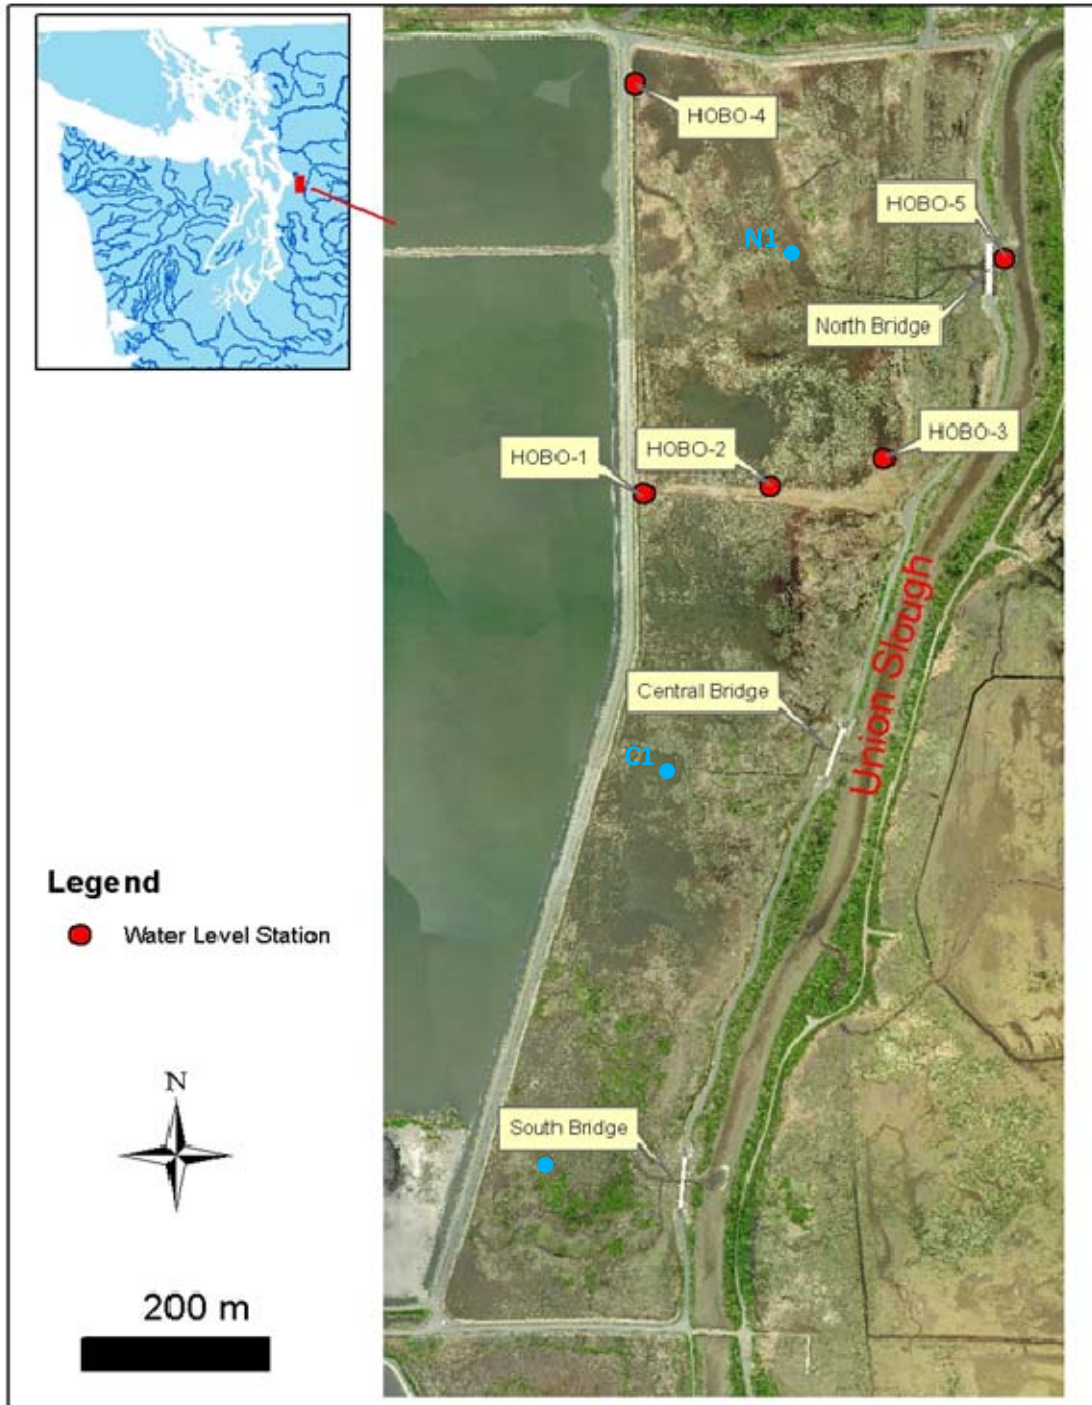 HOBO-4
HOBO-5
N1
North Bridge
HOBO-3
HOBO-2
HOBO-1
Union Slough
Central Bridge
C1
Legend
Water Level Station
N
South Bridge
200 m